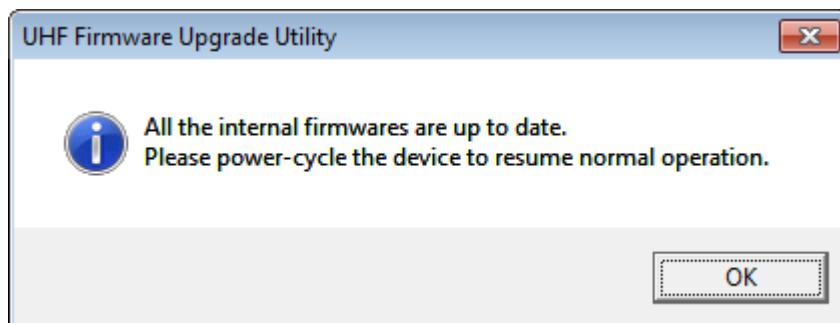 UHF Firmware Upgrade Utility
All the internal firmwares are up to date.
Please power-cycle the device to resume normal operation.
OK